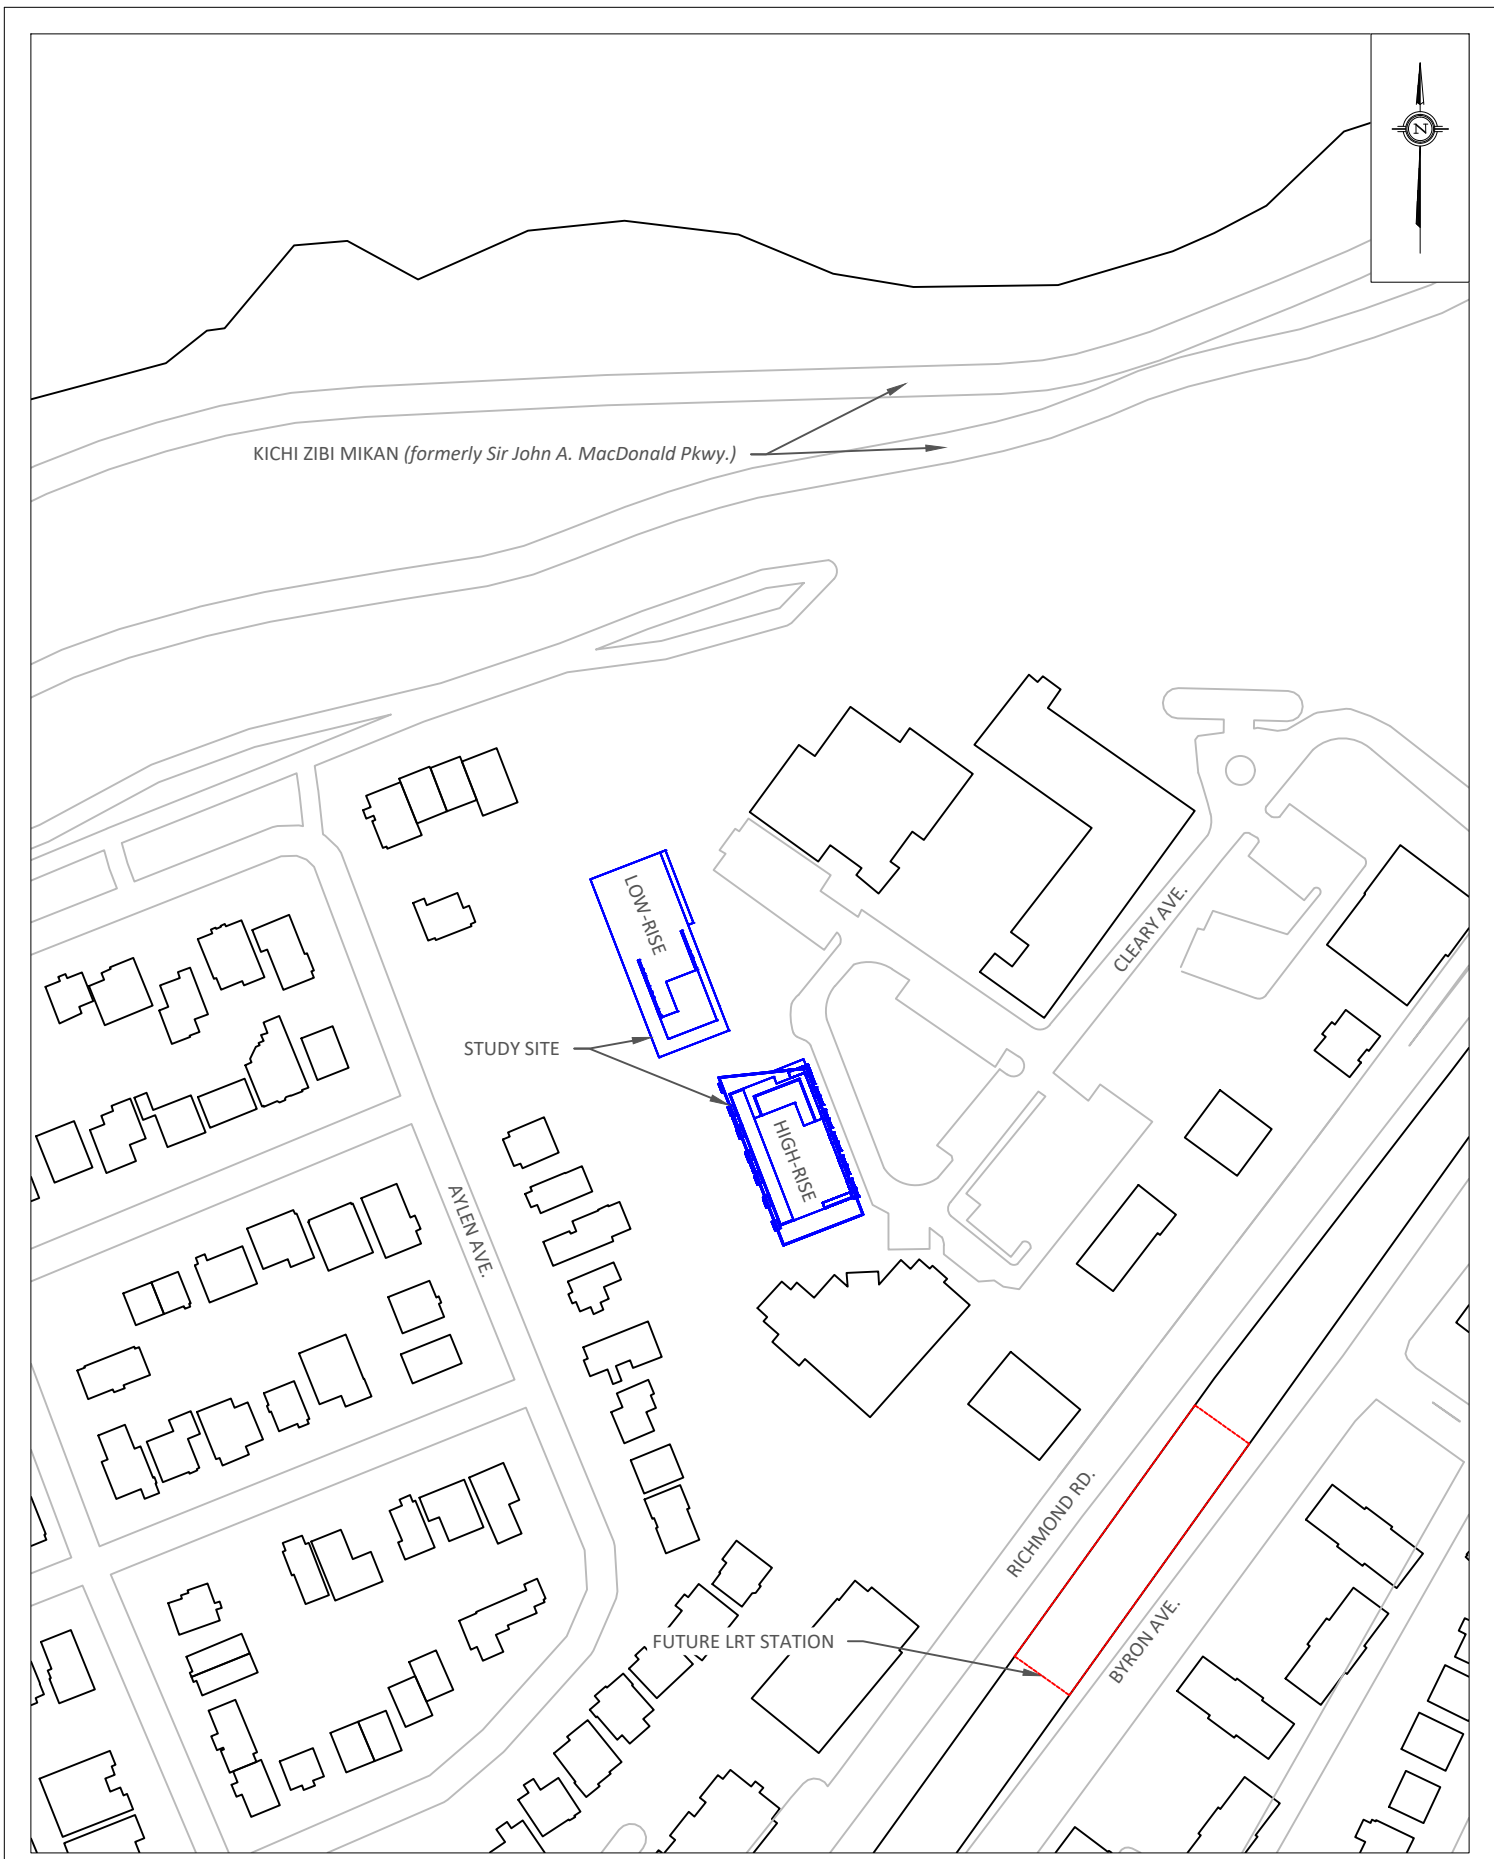 N
KICHI ZIBI MIKAN (formerly Sir John A. MacDonald Pkwy.)
LOW-RISE
CLEARY AVE.
STUDY SITE
HIGH-RISE
AYLEN AVE.
RICHMOND RD.
FUTURE LRT STATION
BYRON AVE.